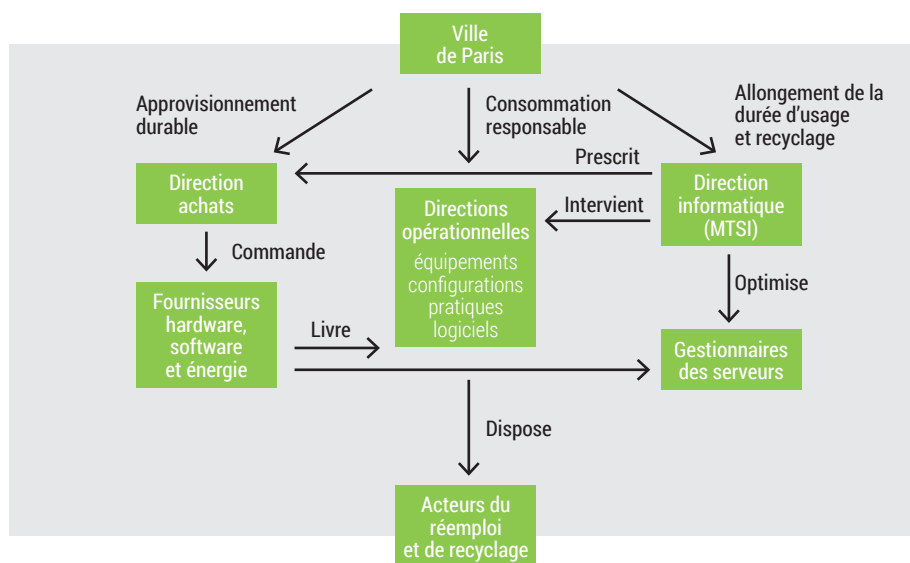 Ville
de Paris
Approvisionnement
durable
Consommation
responsable
Allongement de la
durée d'usage
et recyclage
Prescrit
Direction
achats
Directions
opérationnelles
équipements
configurations
pratiques
logiciels
Intervient
Direction
informatique
(MTSI)
Commande
Optimise
Fournisseurs
hardware,
software
et énergie
Livre
Gestionnaires
des serveurs
Dispose
Acteurs du
réemploi
et de recyclage